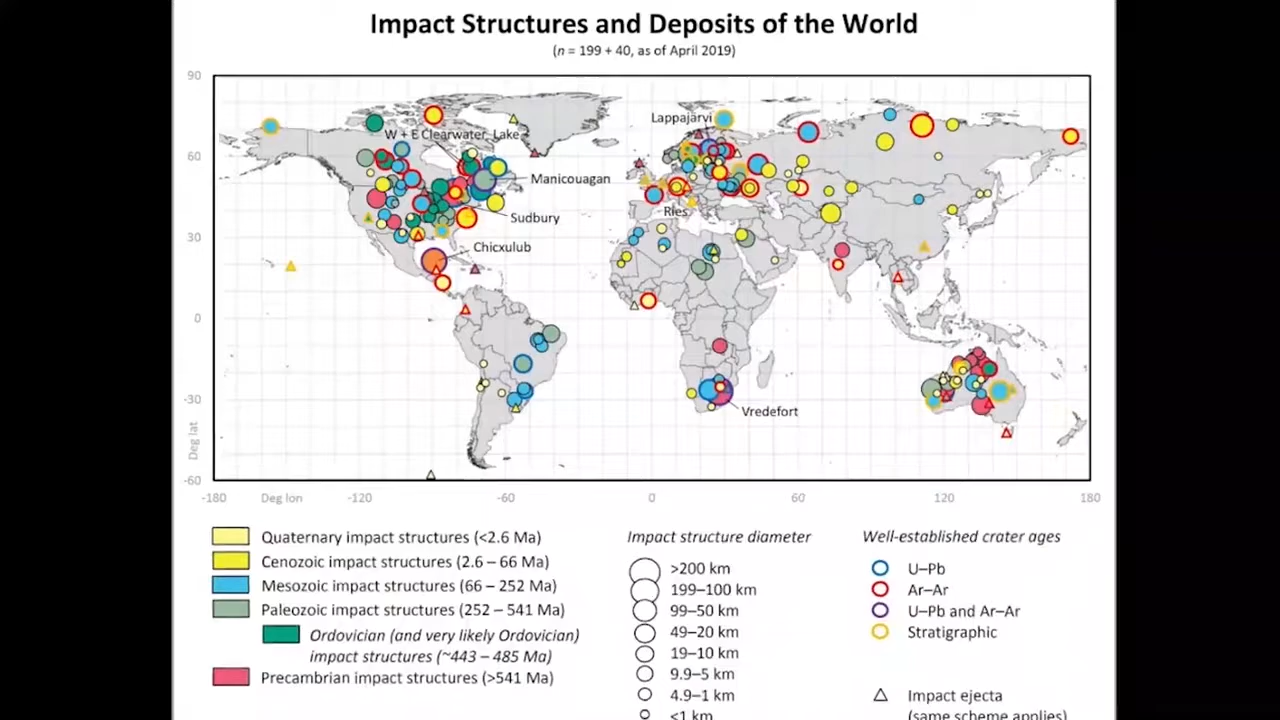 Impact Structures and Deposits of the World
(n = 199 + 40, as of April 2019)
90
60
30
0
-30
-60
Deg lat
-180
Deg lon
-120
-60
0
60
120
180
Lappajärvi
W + E Clearwater Lake
Manicouagan
Sudbury
Ries
Chicxulub
Vredefort
Quaternary impact structures (<2.6 Ma)
Cenozoic impact structures (2.6 – 66 Ma)
Mesozoic impact structures (66 – 252 Ma)
Paleozoic impact structures (252 – 541 Ma)
Ordovician (and very likely Ordovician)
impact structures (~443 – 485 Ma)
Precambrian impact structures (>541 Ma)
Impact structure diameter
>200 km
199–100 km
99–50 km
49–20 km
19–10 km
9.9–5 km
4.9–1 km
<1 km
Well-established crater ages
U–Pb
Ar–Ar
U–Pb and Ar–Ar
Stratigraphic
Impact ejecta
(same scheme applies)